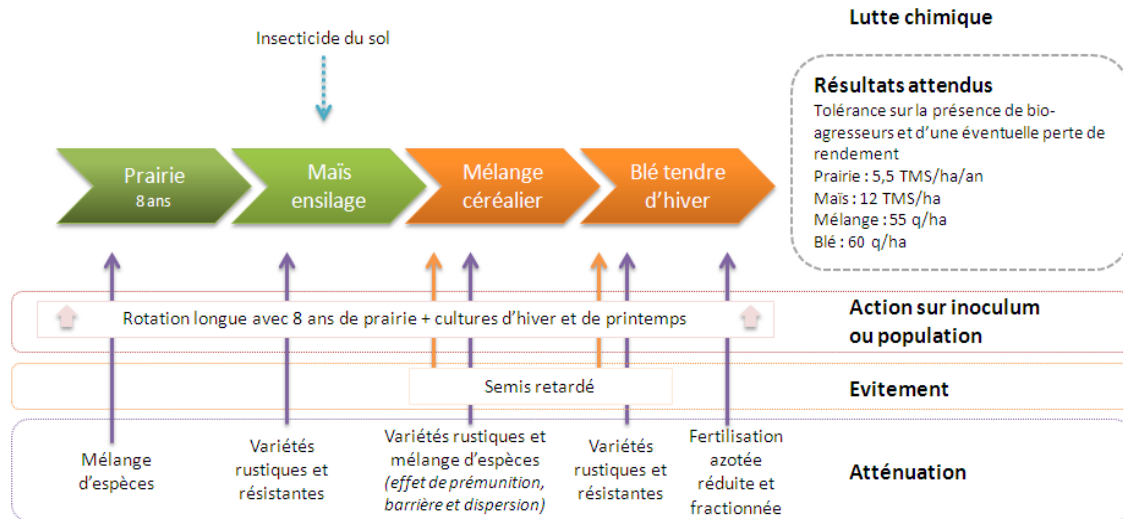 Lutte chimique
Insecticide du sol
Résultats attendus
Tolérance sur la présence de bio-
agresseurs et d'une éventuelle perte de
rendement
Prairie : 5,5 TMS/ha/an
Maïs : 12 TMS/ha
Mélange : 55 q/ha
Blé : 60 q/ha
Prairie
8 ans
Maïs
ensilage
Mélange
céréalier
Blé tendre
d'hiver
Rotation longue avec 8 ans de prairie + cultures d'hiver et de printemps
Action sur inoculum
ou population
Semis retardé
Evitement
Mélange
d'espèces
Variétés
rustiques et
résistantes
Variétés rustiques et
mélange d'espèces
(effet de prémunition,
barrière et dispersion)
Variétés
rustiques et
résistantes
Fertilisation
azotée
réduite et
fractionnée
Atténuation